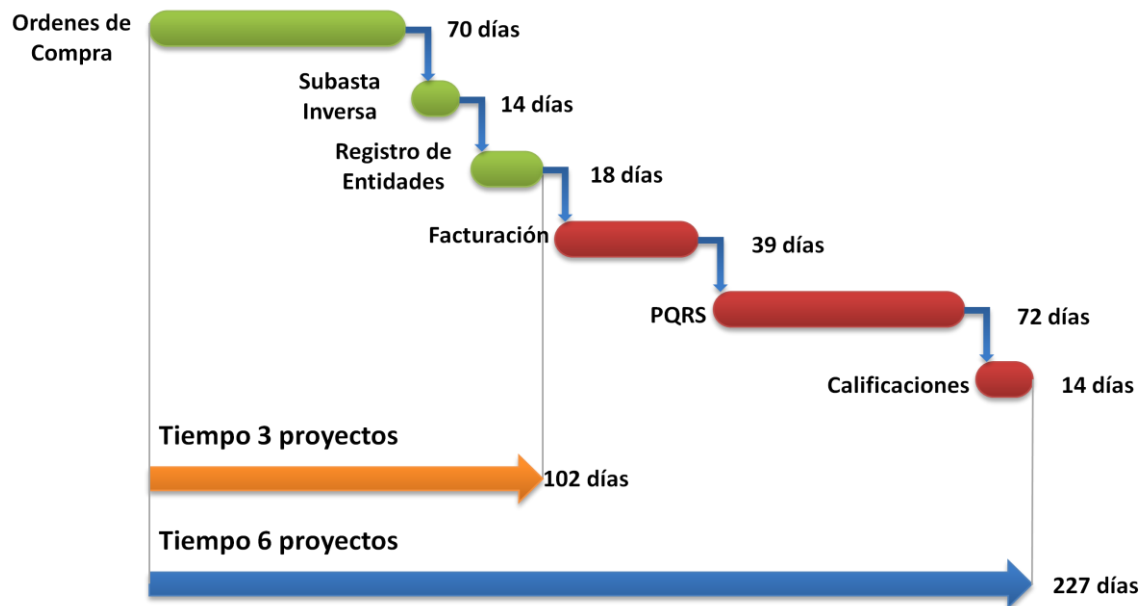 Ordenes de
Compra
70 días
Subasta
Inversa
14 días
Registro de
Entidades
18 días
Facturación
39 días
PQRS
72 días
Calificaciones
14 días
Tiempo 3 proyectos
102 días
Tiempo 6 proyectos
227 días